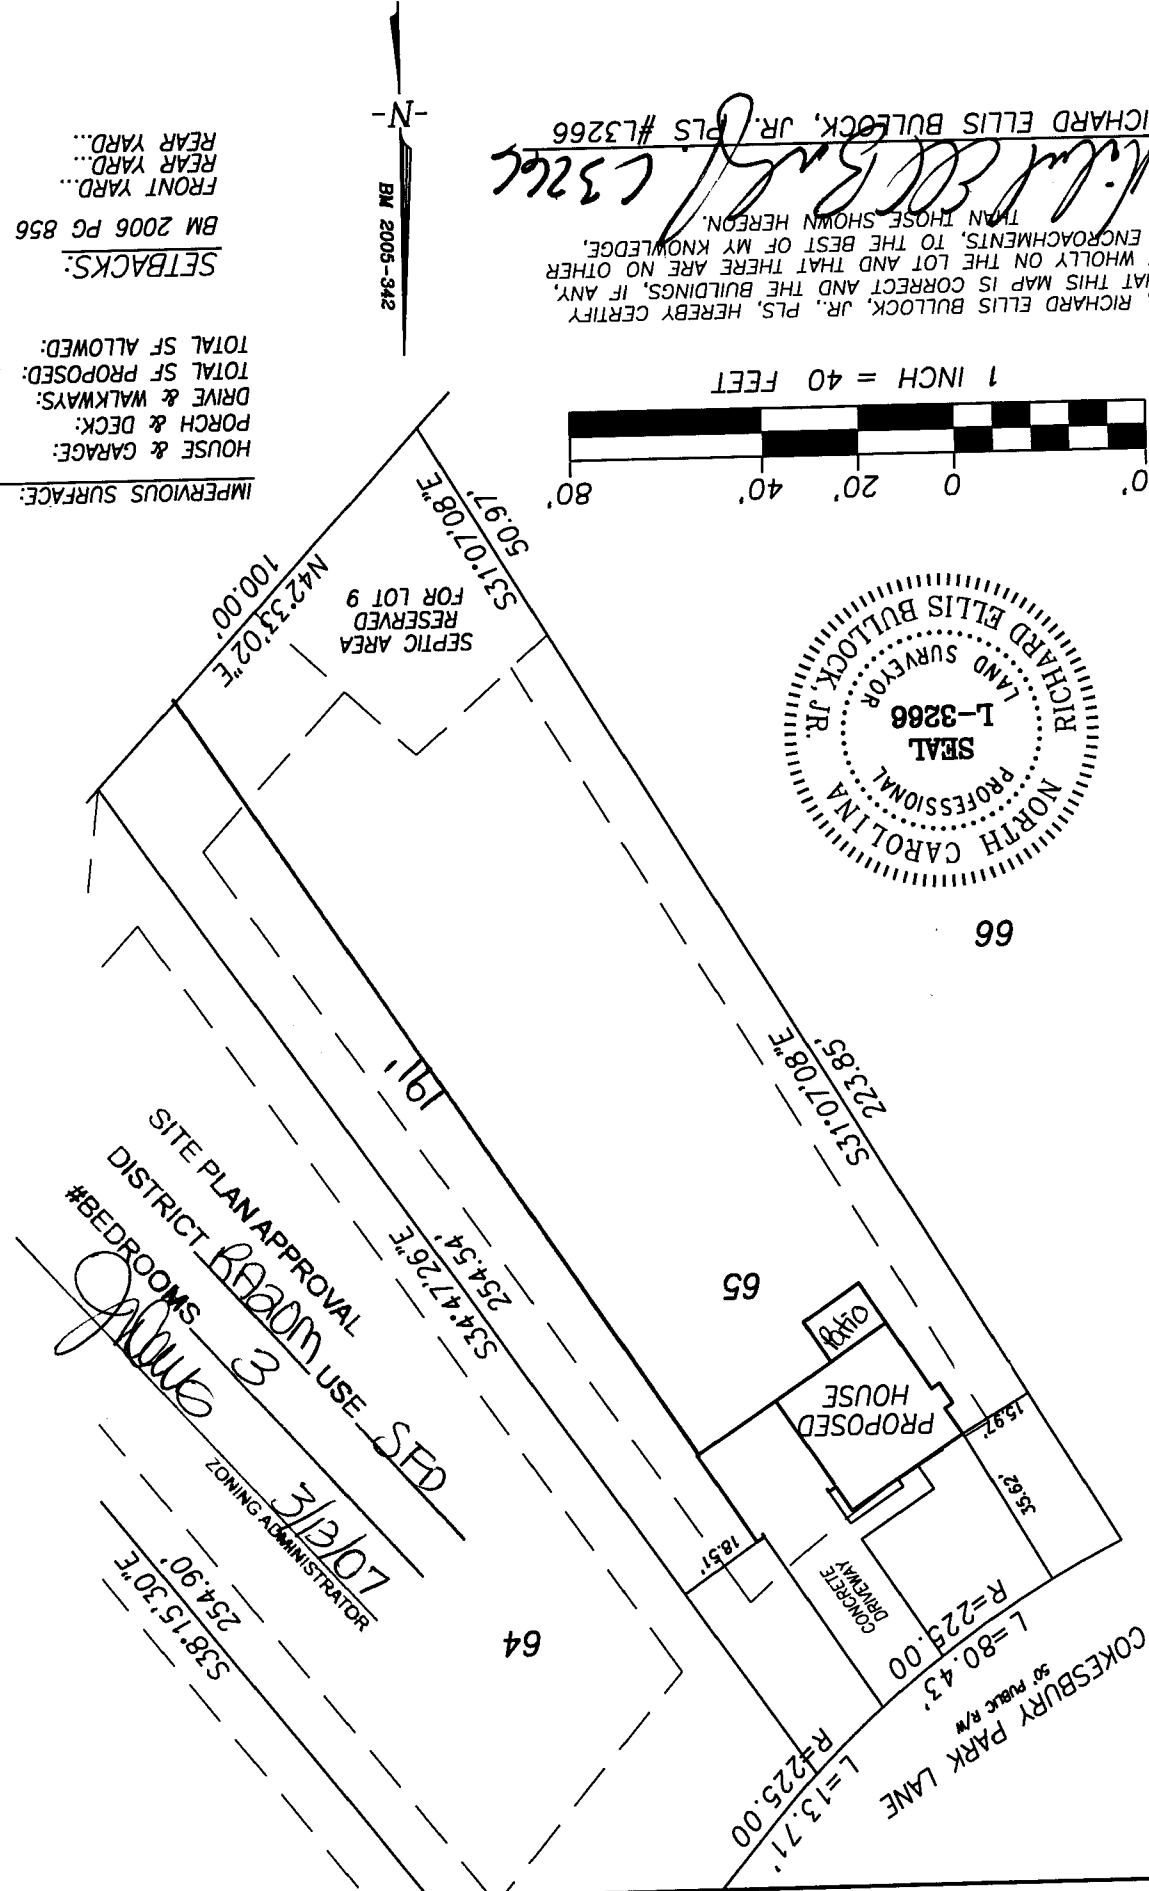 COKESBURY PARK LANE
50' PUBLIC R/W
L=13.71'
R=225.00
L=80.43'
R=225.00
CONCRETE
DRIVEWAY
35.62'
15.97'
18.51'
PROPOSED
HOUSE
patio
64
65
66
S38°15'30"E
254.90'
S34°47'26"E
254.54'
S31°07'08"E
223.85'
191'
SITE PLAN APPROVAL
DISTRICT RA20M USE SFD
#BEDROOMS 3
3/13/07
ZONING ADMINISTRATOR
NORTH CAROLINA
PROFESSIONAL
SEAL
L-3266
LAND SURVEYOR
RICHARD ELLIS BULLOCK, JR.
SEPTIC AREA
RESERVED
FOR LOT 9
S31°07'08"E
50.97'
N42°33'02"E
100.00'
0' 0 20' 40' 80'
1 INCH = 40 FEET
IMPERVIOUS SURFACE:
HOUSE & GARAGE:
PORCH & DECK:
DRIVE & WALKWAYS:
TOTAL SF PROPOSED:
TOTAL SF ALLOWED:
, RICHARD ELLIS BULLOCK, JR., PLS, HEREBY CERTIFY
AT THIS MAP IS CORRECT AND THE BUILDINGS, IF ANY,
WHOLLY ON THE LOT AND THAT THERE ARE NO OTHER
ENCROACHMENTS, TO THE BEST OF MY KNOWLEDGE,
THAN THOSE SHOWN HEREON.
L3266
ICHARD ELLIS BULLOCK, JR. PLS #L3266
BM 2005-342
-N-
SETBACKS:
BM 2006 PG 856
FRONT YARD...
REAR YARD...
REAR YARD...